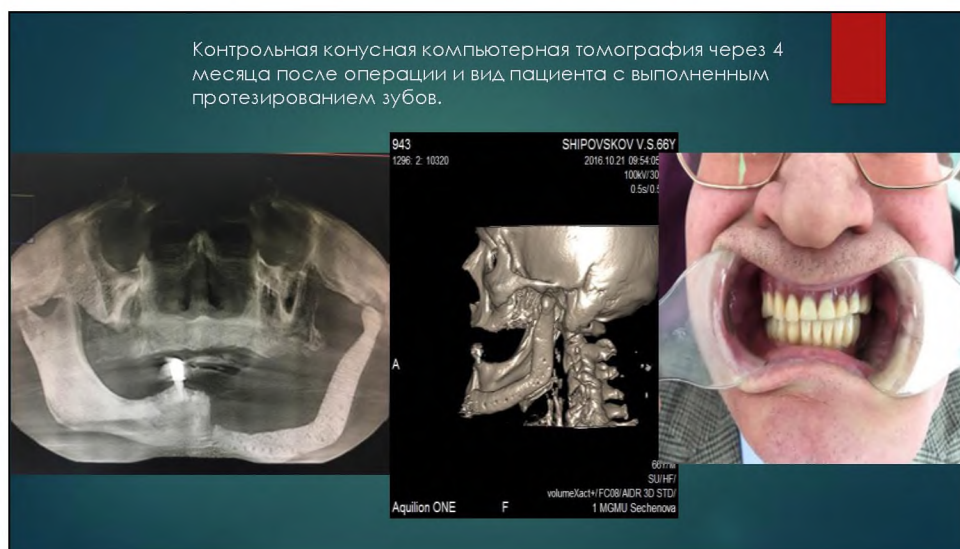 Контрольная конусная компьютерная томография через 4
месяца после операции и вид пациента с выполненным
протезированием зубов.
943
SHIPOVSKOV V.S.66Y
1296: 2: 10320
2016.10.21 09:54:05
100kV/30
0.5s/0.5
A
66Y/M
SU/HF/
volumeXact+/FC08/AIDR 3D STD/
Aquilion ONE
F
1 MGMU Sechenova